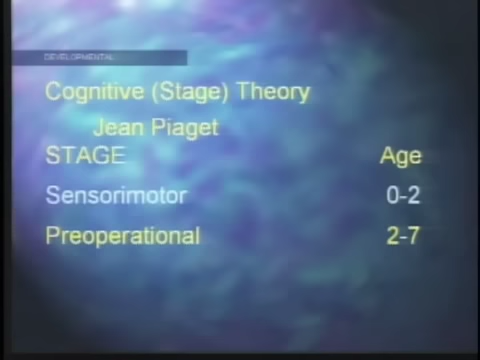 DEVELOPMENTAL
Cognitive (Stage) Theory
Jean Piaget
STAGE Age
Sensorimotor 0-2
Preoperational 2-7